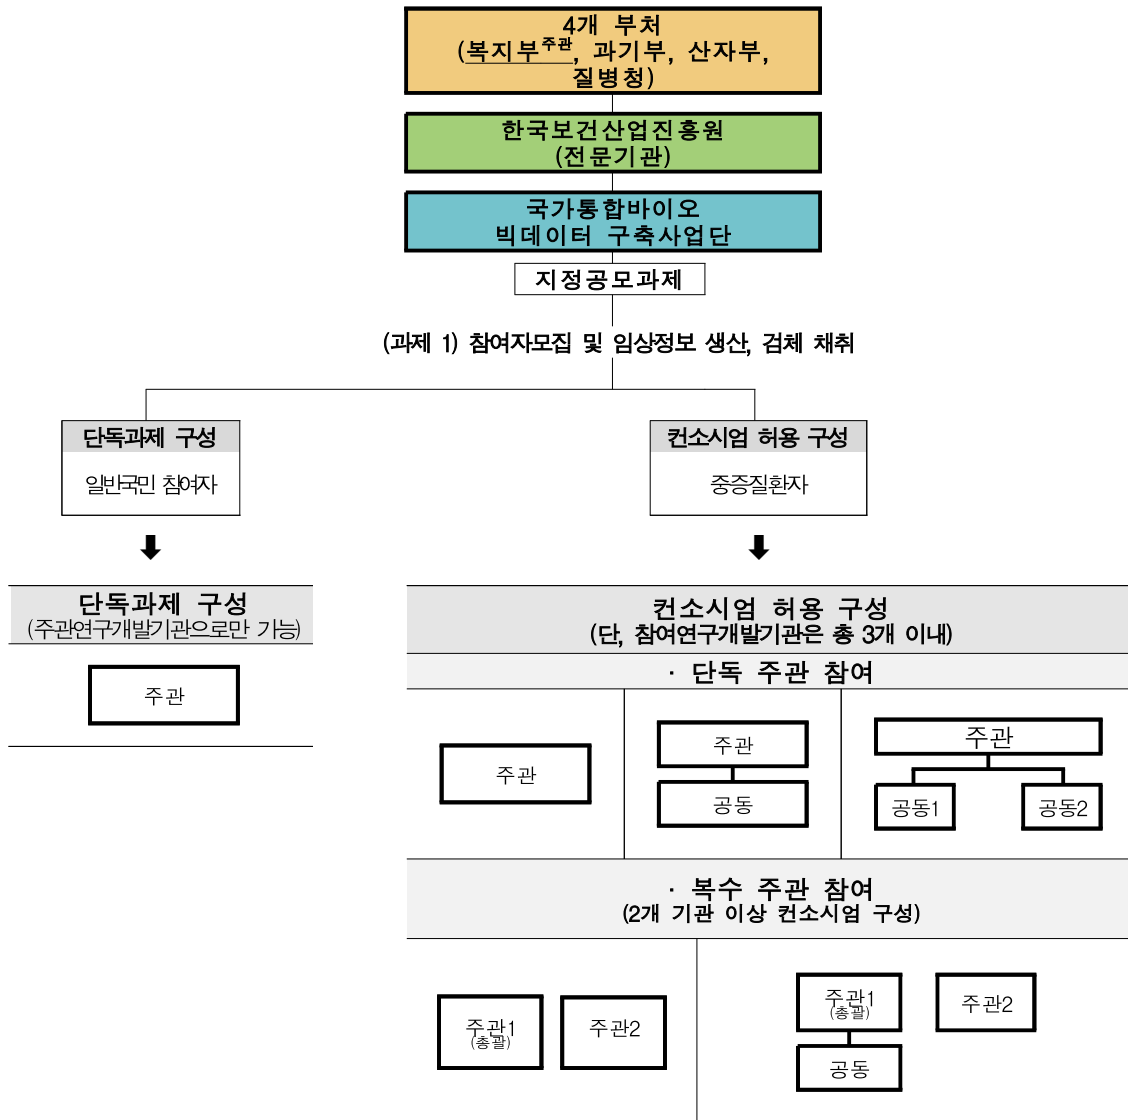 4개 부처
(복지부주관, 과기부, 산자부,
질병청)
한국보건산업진흥원
(전문기관)
국가통합바이오
빅데이터 구축사업단
지정공모과제
(과제 1) 참여자모집 및 임상정보 생산, 검체 채취
단독과제 구성
일반국민 참여자
컨소시엄 허용 구성
중증질환자
단독과제 구성
(주관연구개발기관으로만 가능)
주관
컨소시엄 허용 구성
(단, 참여연구개발기관은 총 3개 이내)
· 단독 주관 참여
주관
주관
공동
주관
공동1
공동2
· 복수 주관 참여
(2개 기관 이상 컨소시엄 구성)
주관1
(총괄)
주관2
주관1
(총괄)
공동
주관2